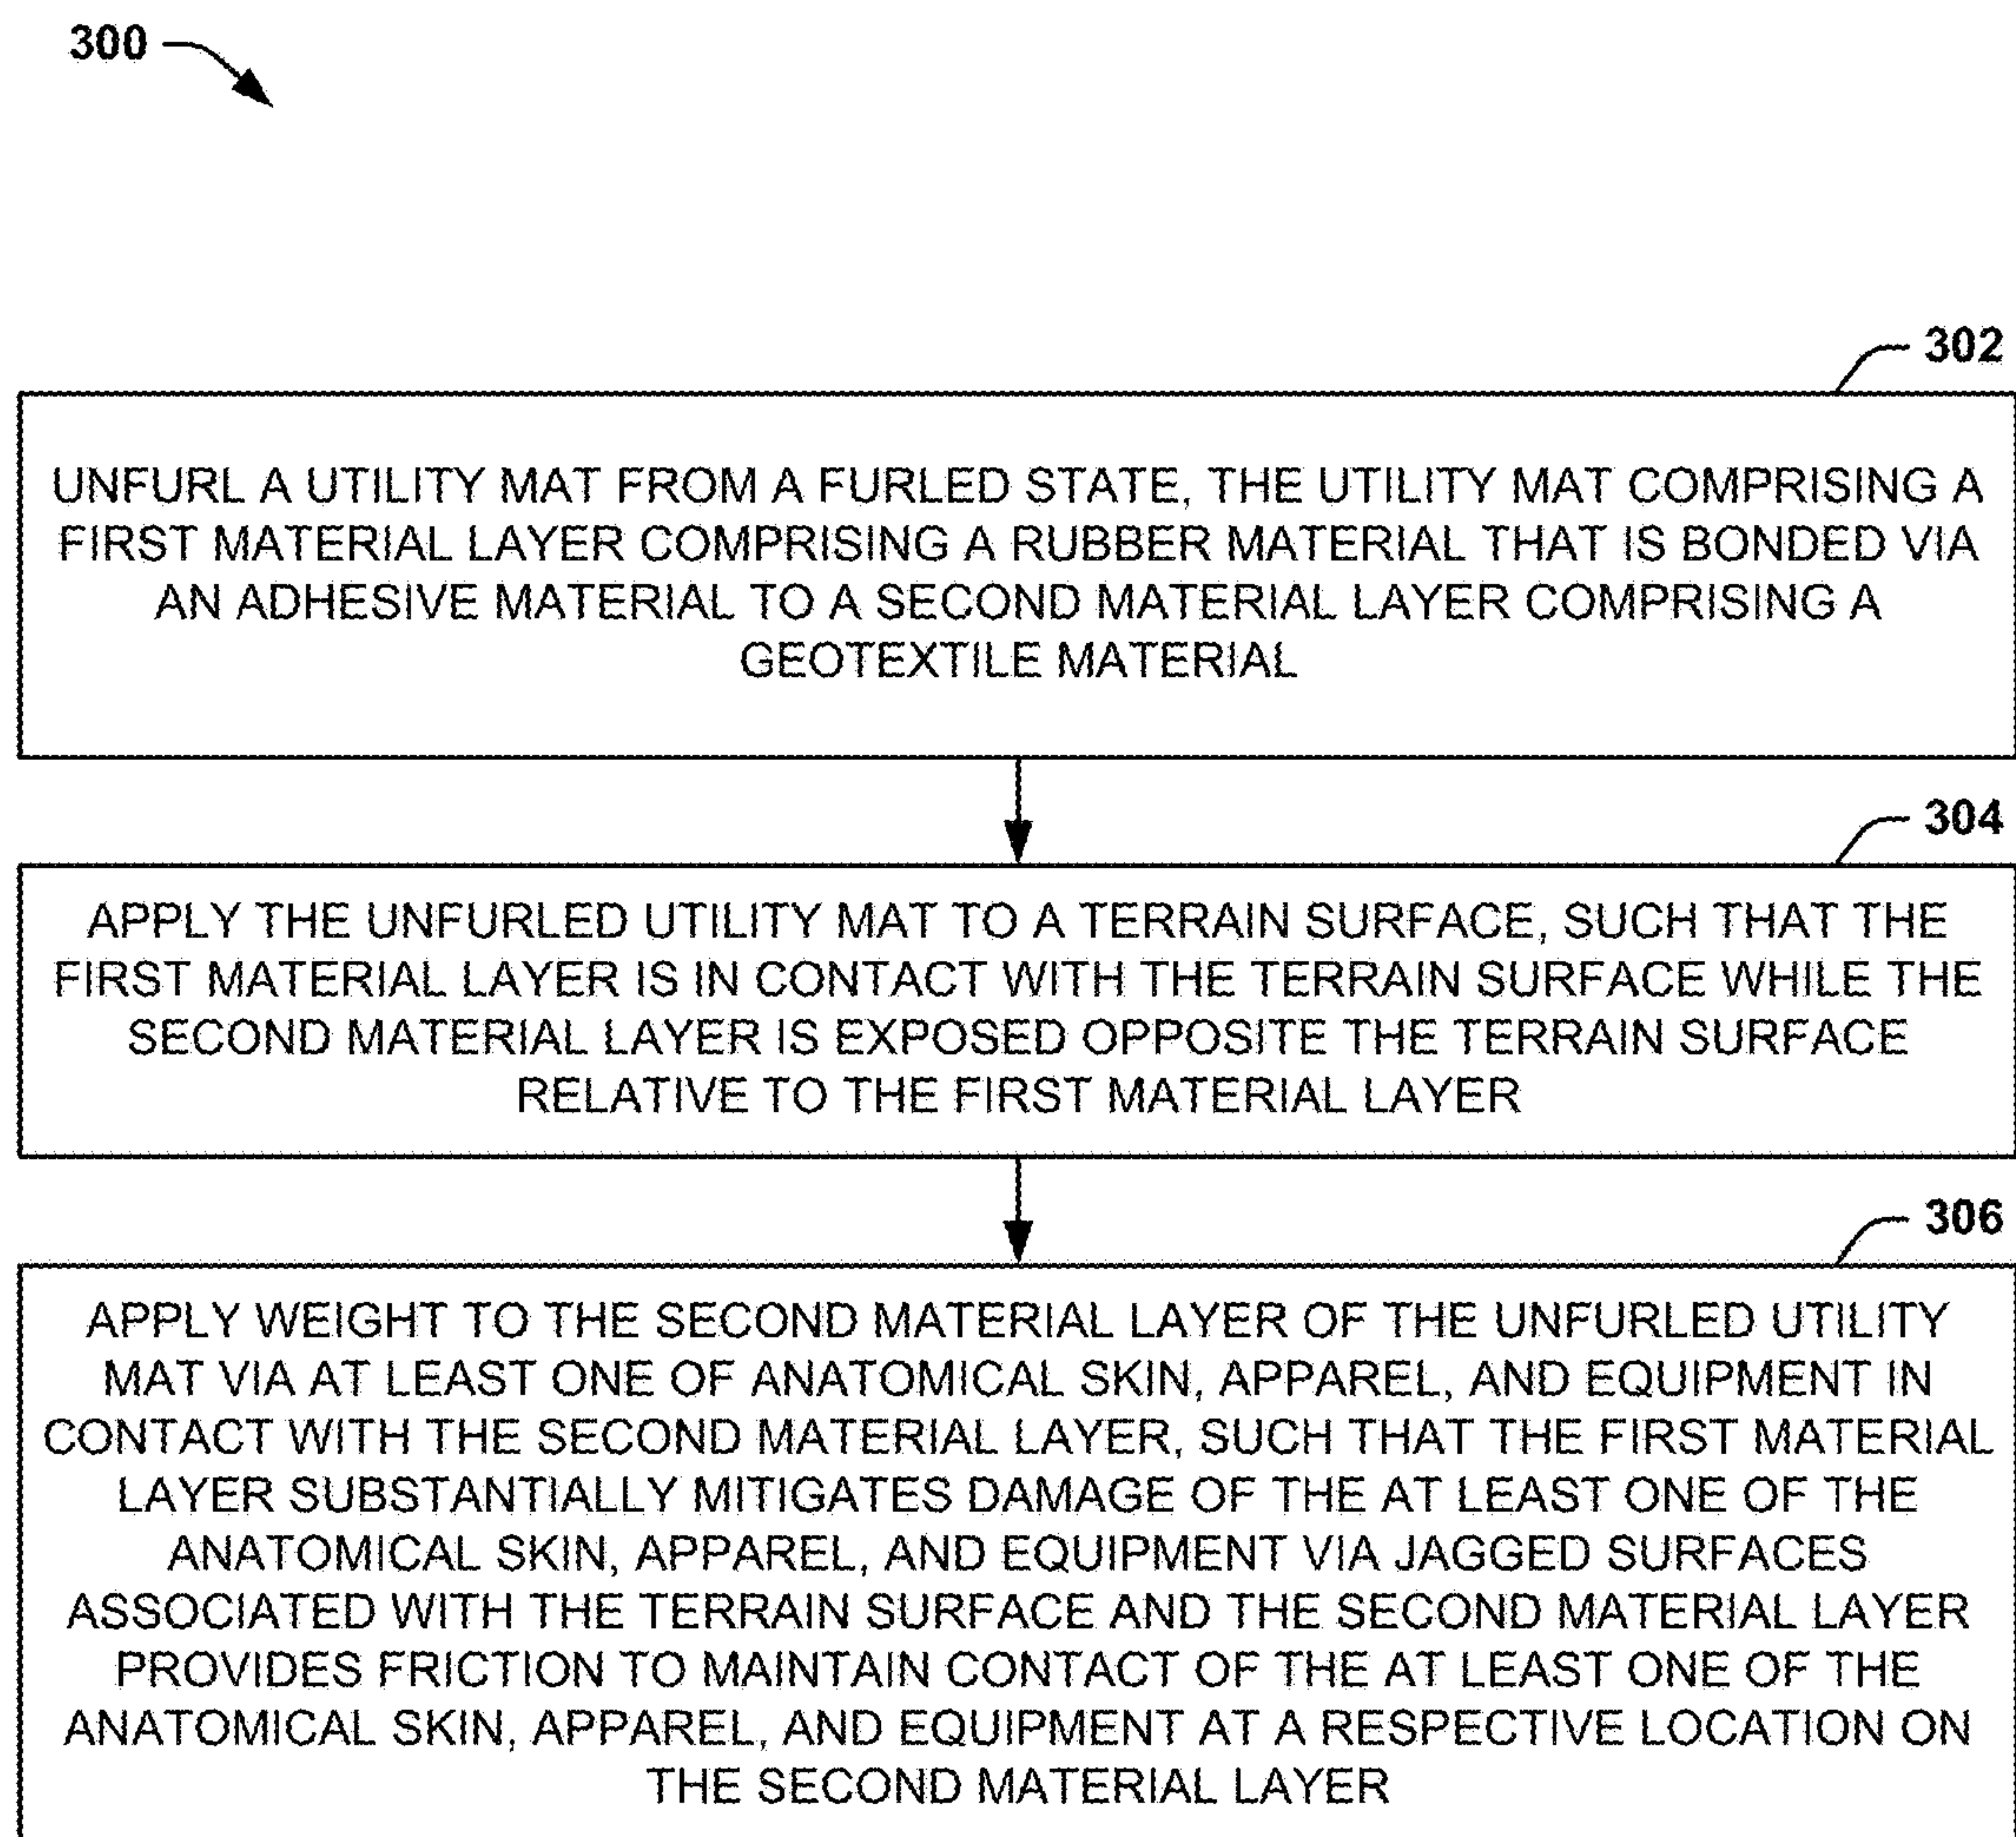 300
302
UNFURL A UTILITY MAT FROM A FURLED STATE, THE UTILITY MAT COMPRISING A
FIRST MATERIAL LAYER COMPRISING A RUBBER MATERIAL THAT IS BONDED VIA
AN ADHESIVE MATERIAL TO A SECOND MATERIAL LAYER COMPRISING A
GEOTEXTILE MATERIAL
304
APPLY THE UNFURLED UTILITY MAT TO A TERRAIN SURFACE, SUCH THAT THE
FIRST MATERIAL LAYER IS IN CONTACT WITH THE TERRAIN SURFACE WHILE THE
SECOND MATERIAL LAYER IS EXPOSED OPPOSITE THE TERRAIN SURFACE
RELATIVE TO THE FIRST MATERIAL LAYER
306
APPLY WEIGHT TO THE SECOND MATERIAL LAYER OF THE UNFURLED UTILITY
MAT VIA AT LEAST ONE OF ANATOMICAL SKIN, APPAREL, AND EQUIPMENT IN
CONTACT WITH THE SECOND MATERIAL LAYER, SUCH THAT THE FIRST MATERIAL
LAYER SUBSTANTIALLY MITIGATES DAMAGE OF THE AT LEAST ONE OF THE
ANATOMICAL SKIN, APPAREL, AND EQUIPMENT VIA JAGGED SURFACES
ASSOCIATED WITH THE TERRAIN SURFACE AND THE SECOND MATERIAL LAYER
PROVIDES FRICTION TO MAINTAIN CONTACT OF THE AT LEAST ONE OF THE
ANATOMICAL SKIN, APPAREL, AND EQUIPMENT AT A RESPECTIVE LOCATION ON
THE SECOND MATERIAL LAYER